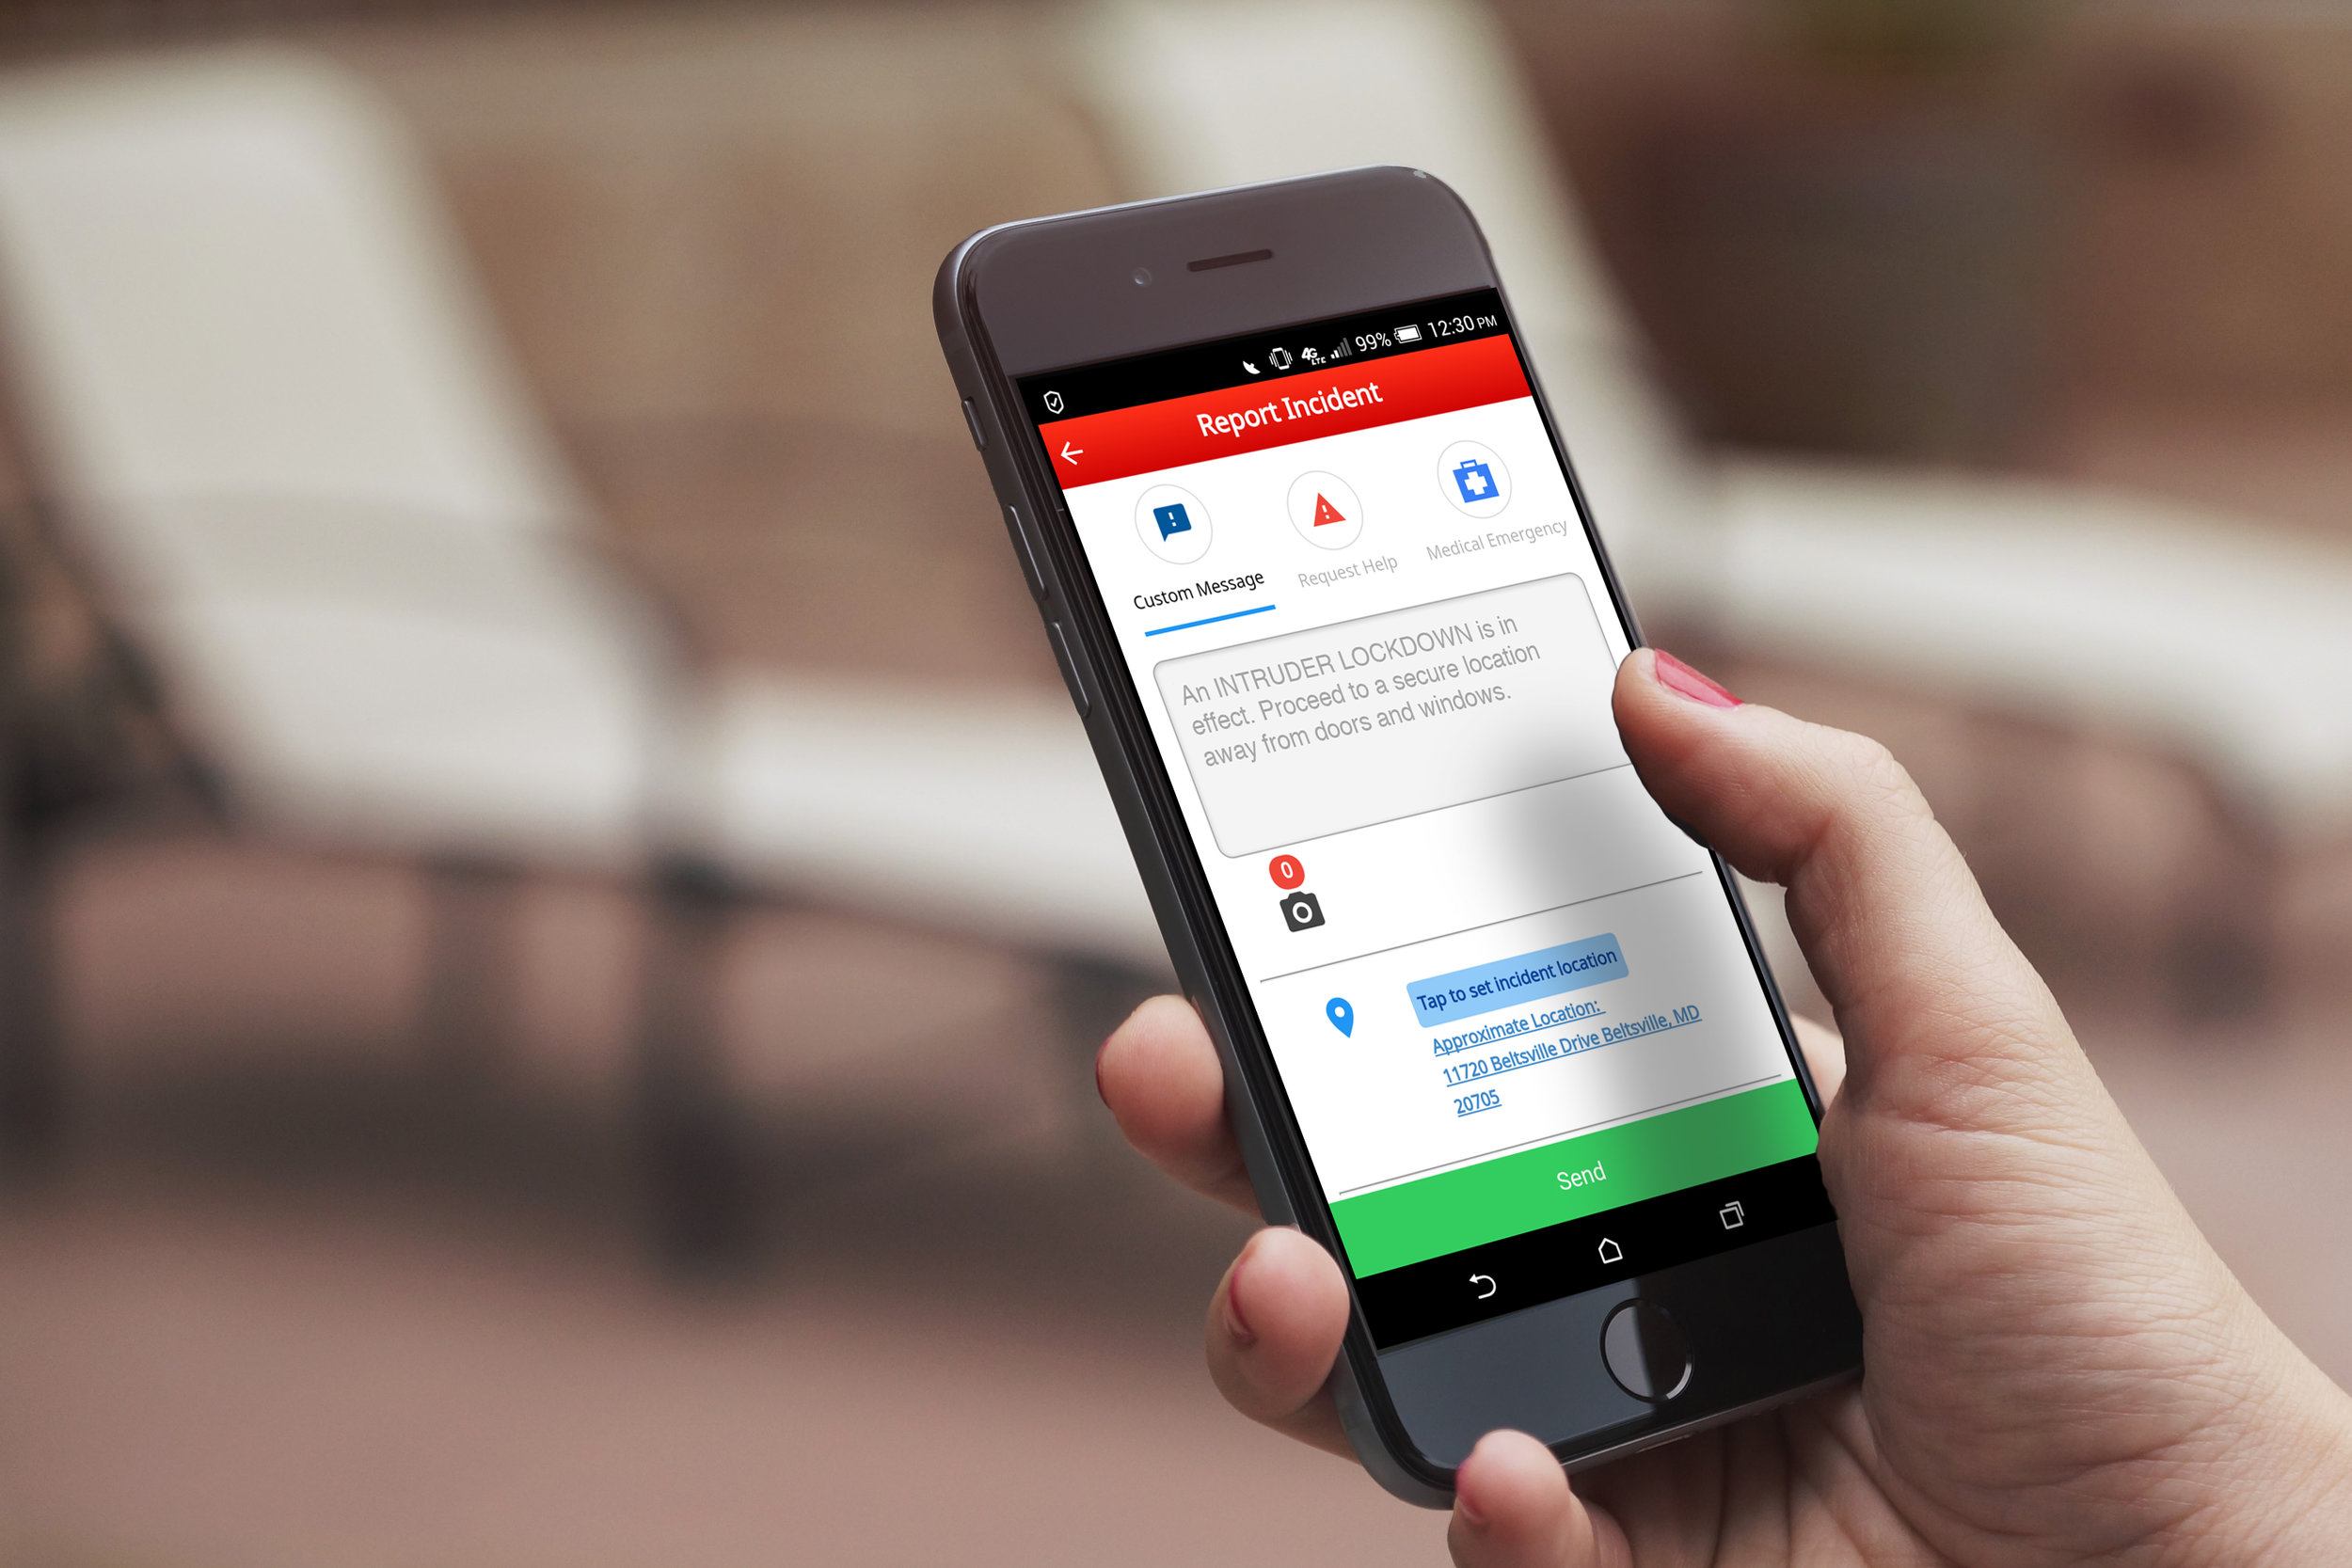 4G LTE 99% 12:30 PM
Report Incident
Custom Message
Request Help
Medical Emergency
An INTRUDER LOCKDOWN is in
effect. Proceed to a secure location
away from doors and windows.
0
Tap to set incident location
Approximate Location:
11720 Beltsville Drive Beltsville, MD
20705
Send